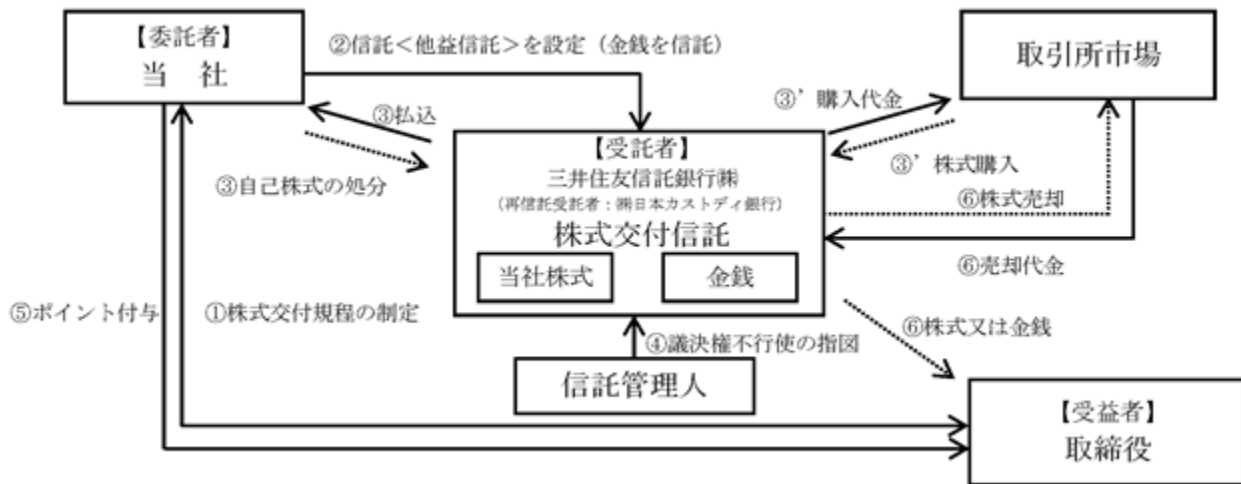 【委託者】
当 社
②信託<他益信託>を設定（金銭を信託）
取引所市場
③払込
③’購入代金
【受託者】
三井住友信託銀行㈱
（再信託受託者：㈱日本カストディ銀行）
株式交付信託
当社株式
金銭
③自己株式の処分
③’株式購入
⑥株式売却
⑥売却代金
⑤ポイント付与
①株式交付規程の制定
④議決権不行使の指図
⑥株式又は金銭
信託管理人
【受益者】
取締役